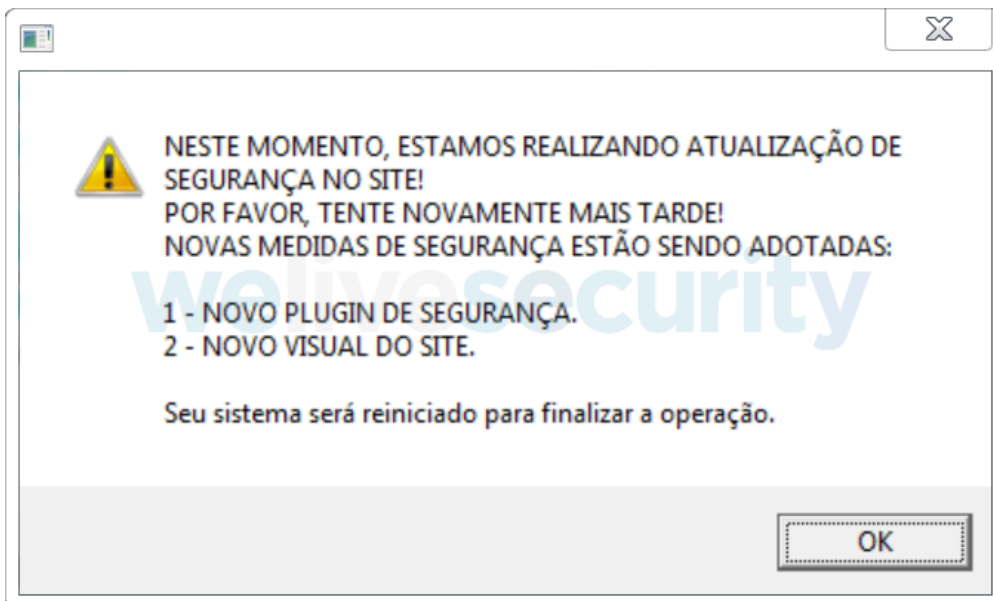 NESTE MOMENTO, ESTAMOS REALIZANDO ATUALIZAÇÃO DE
SEGURANÇA NO SITE!
POR FAVOR, TENTE NOVAMENTE MAIS TARDE!
NOVAS MEDIDAS DE SEGURANÇA ESTÃO SENDO ADOTADAS:
welivesecurity
1 - NOVO PLUGIN DE SEGURANÇA.
2 - NOVO VISUAL DO SITE.
Seu sistema será reiniciado para finalizar a operação.
OK